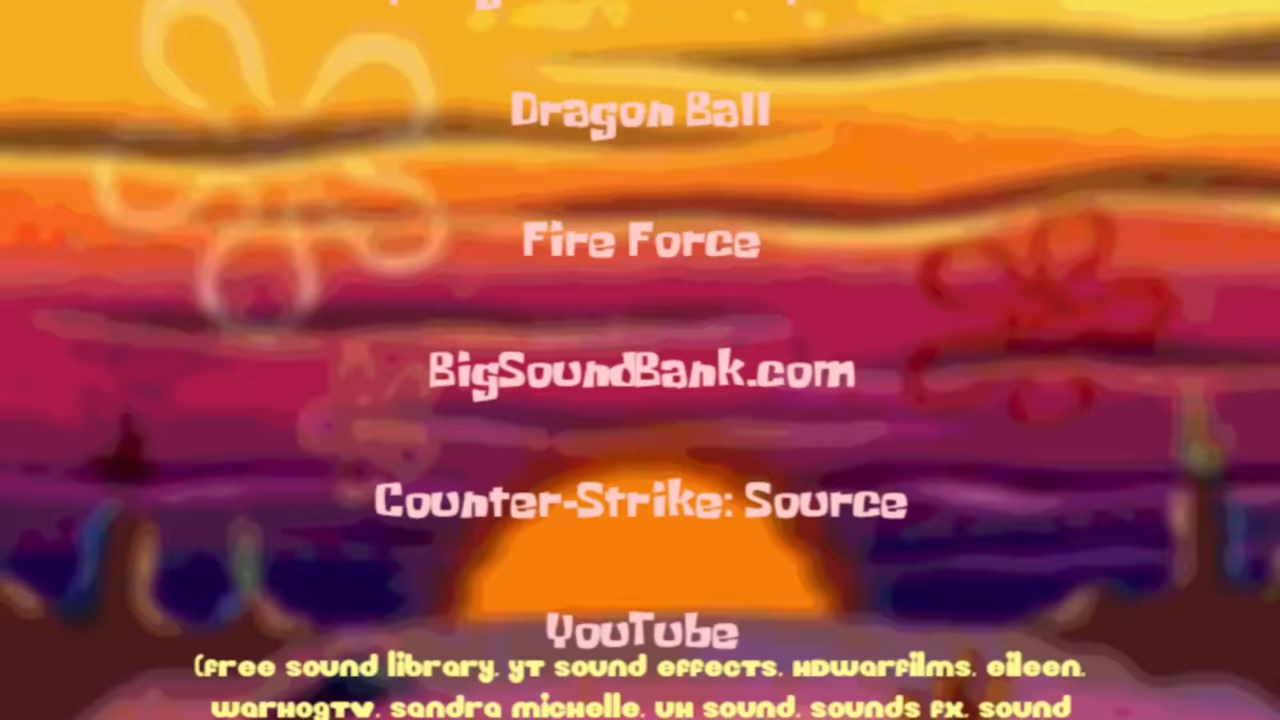 Dragon Ball
Fire Force
BigSoundBank.com
Counter-Strike: Source
YouTube
(Free sound library, YT sound effects, HDwarfilms, eileen,
warhogTV, sandra michelle, UH sound, sounds fx, sound